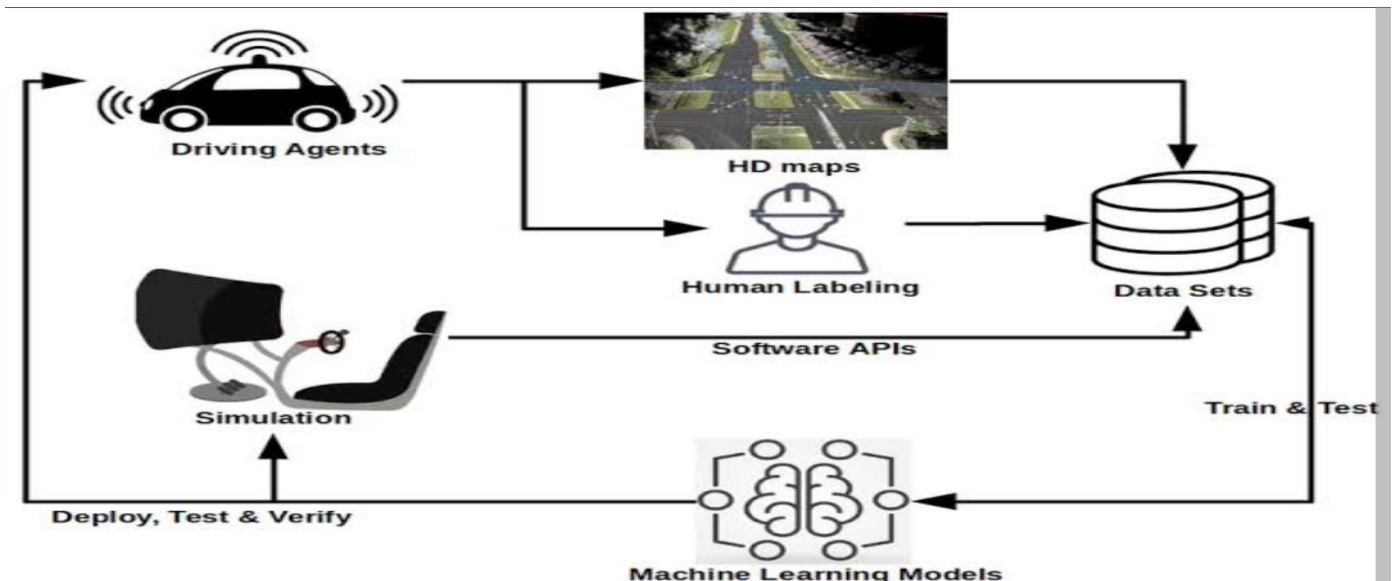 Driving Agents
HD maps
Human Labeling
Data Sets
Software APIs
Simulation
Train & Test
Deploy, Test & Verify
Machine Learning Models